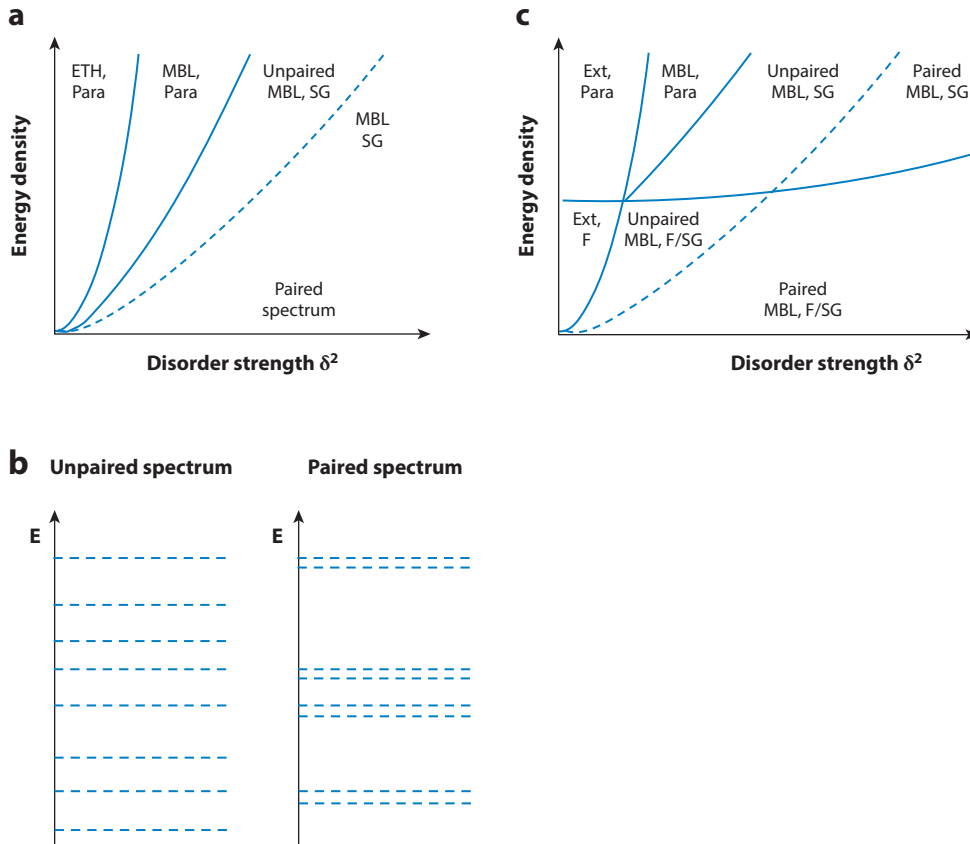 a
ETH,
Para
MBL,
Para
Unpaired
MBL, SG
MBL
SG
Paired
spectrum
Energy density
Disorder strength δ²
c
Ext,
Para
MBL,
Para
Unpaired
MBL, SG
Paired
MBL, SG
Ext,
F
Unpaired
MBL, F/SG
Paired
MBL, F/SG
Energy density
Disorder strength δ²
b
Unpaired spectrum
E
Paired spectrum
E